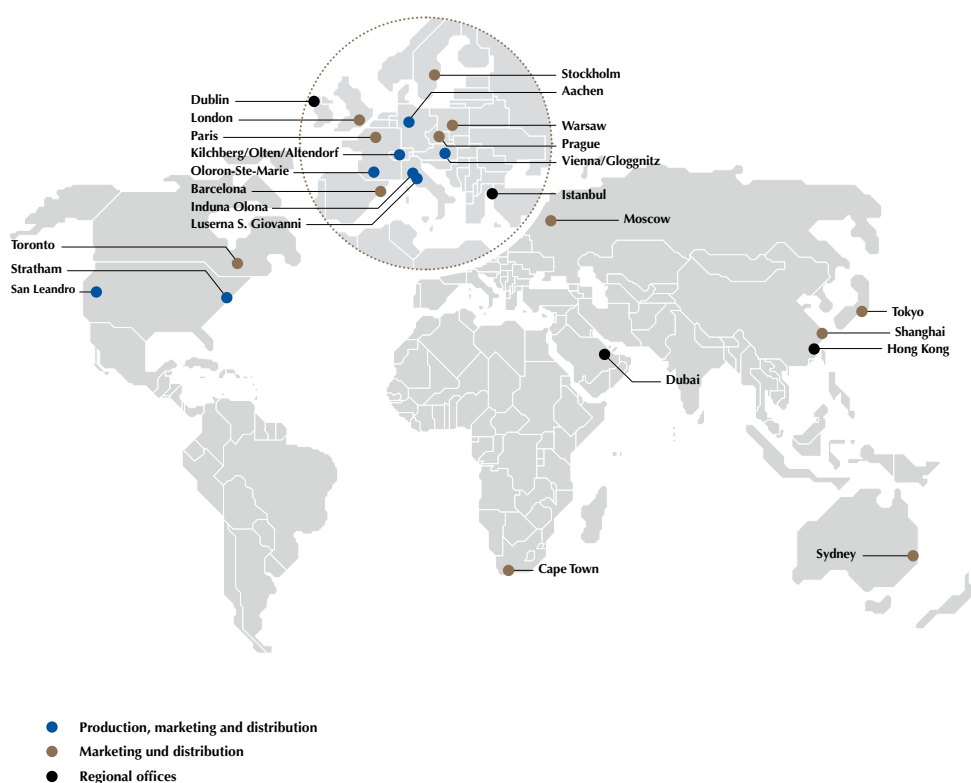 Stockholm
Aachen
Dublin
London
Warsaw
Paris
Prague
Kilchberg/Olten/Altendorf
Vienna/Gloggnitz
Oloron-Ste-Marie
Barcelona
Istanbul
Induna Olona
Luserna S. Giovanni
Moscow
Toronto
Stratham
San Leandro
Tokyo
Shanghai
Hong Kong
Dubai
Sydney
Cape Town
Production, marketing and distribution
Marketing und distribution
Regional offices